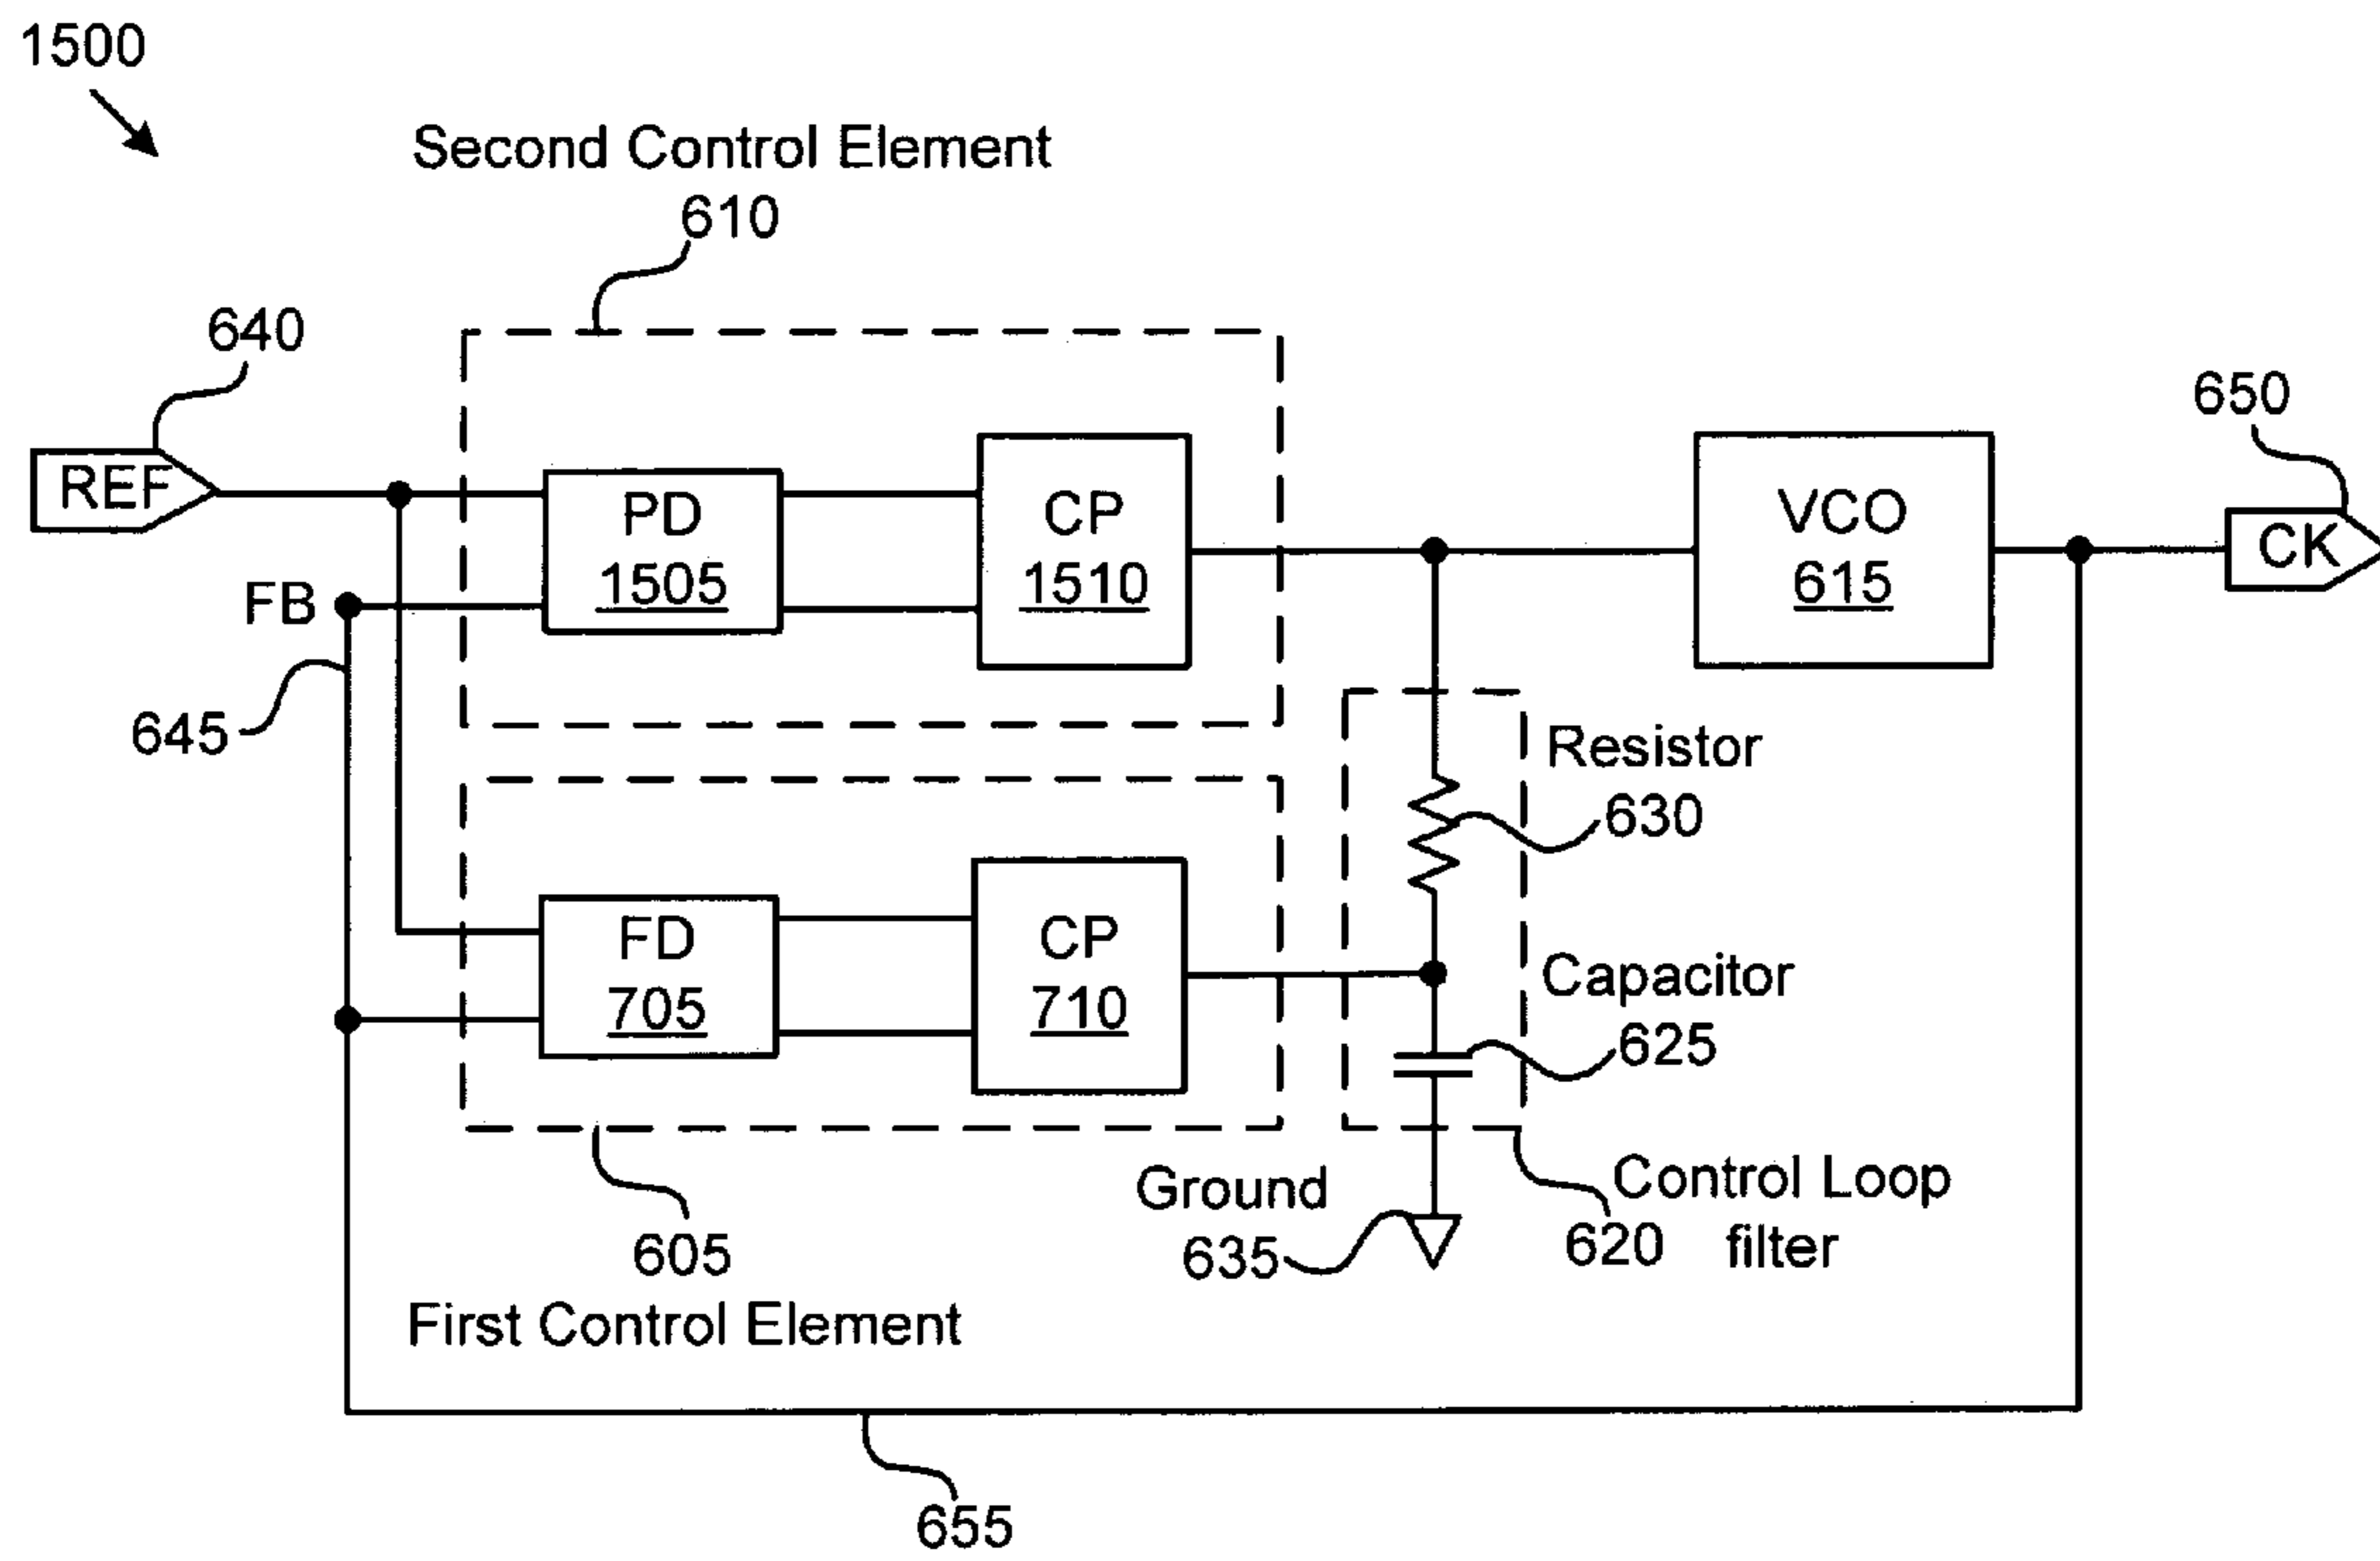 1500
Second Control Element
610
640
REF
650
PD
1505
CP
1510
VCO
615
CK
FB
645
Resistor
630
FD
705
CP
710
Capacitor
625
Ground
635
Control Loop
620 filter
605
First Control Element
655